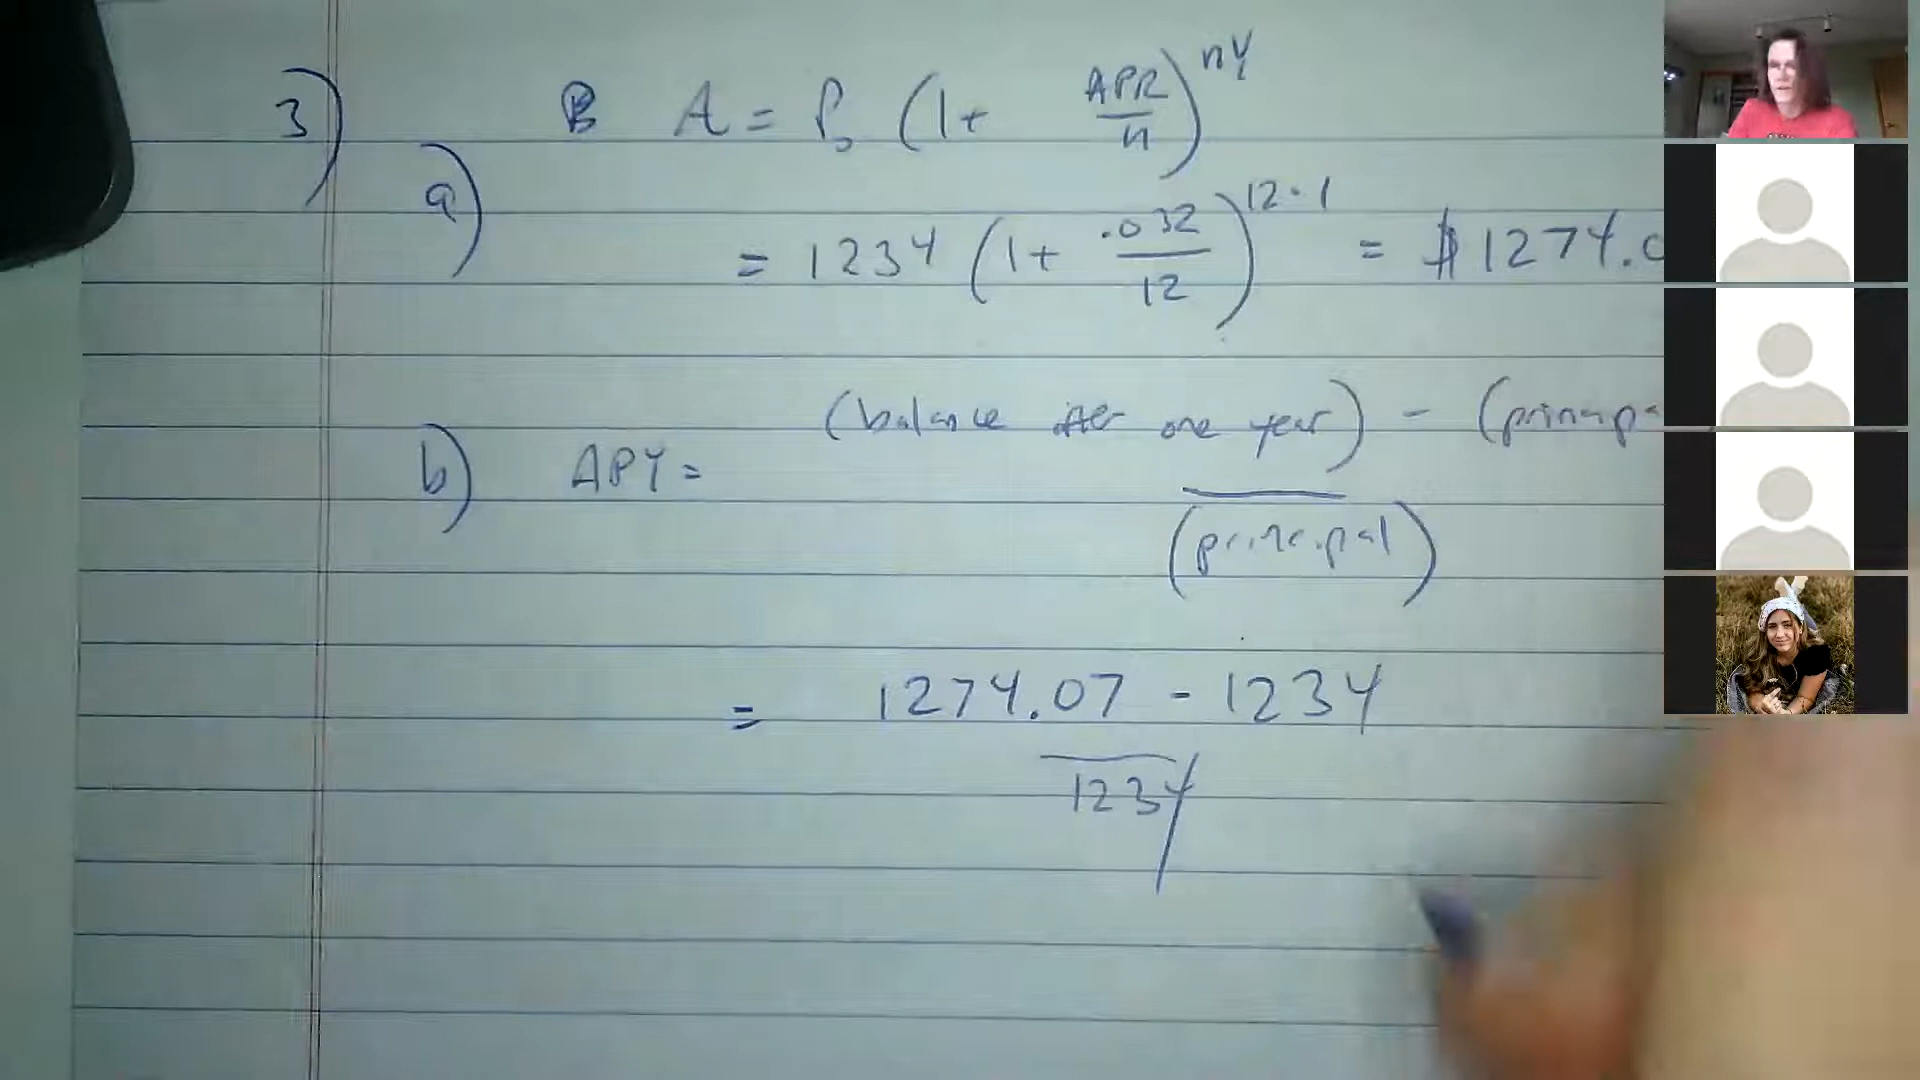 3) B A = P₀ (1 + APR/n)^nY
a) = 1234 (1 + .032/12)^12·1 = $1274.0
b) APY = (balance after one year) - (principa
(principal)
= 1274.07 - 1234
1234